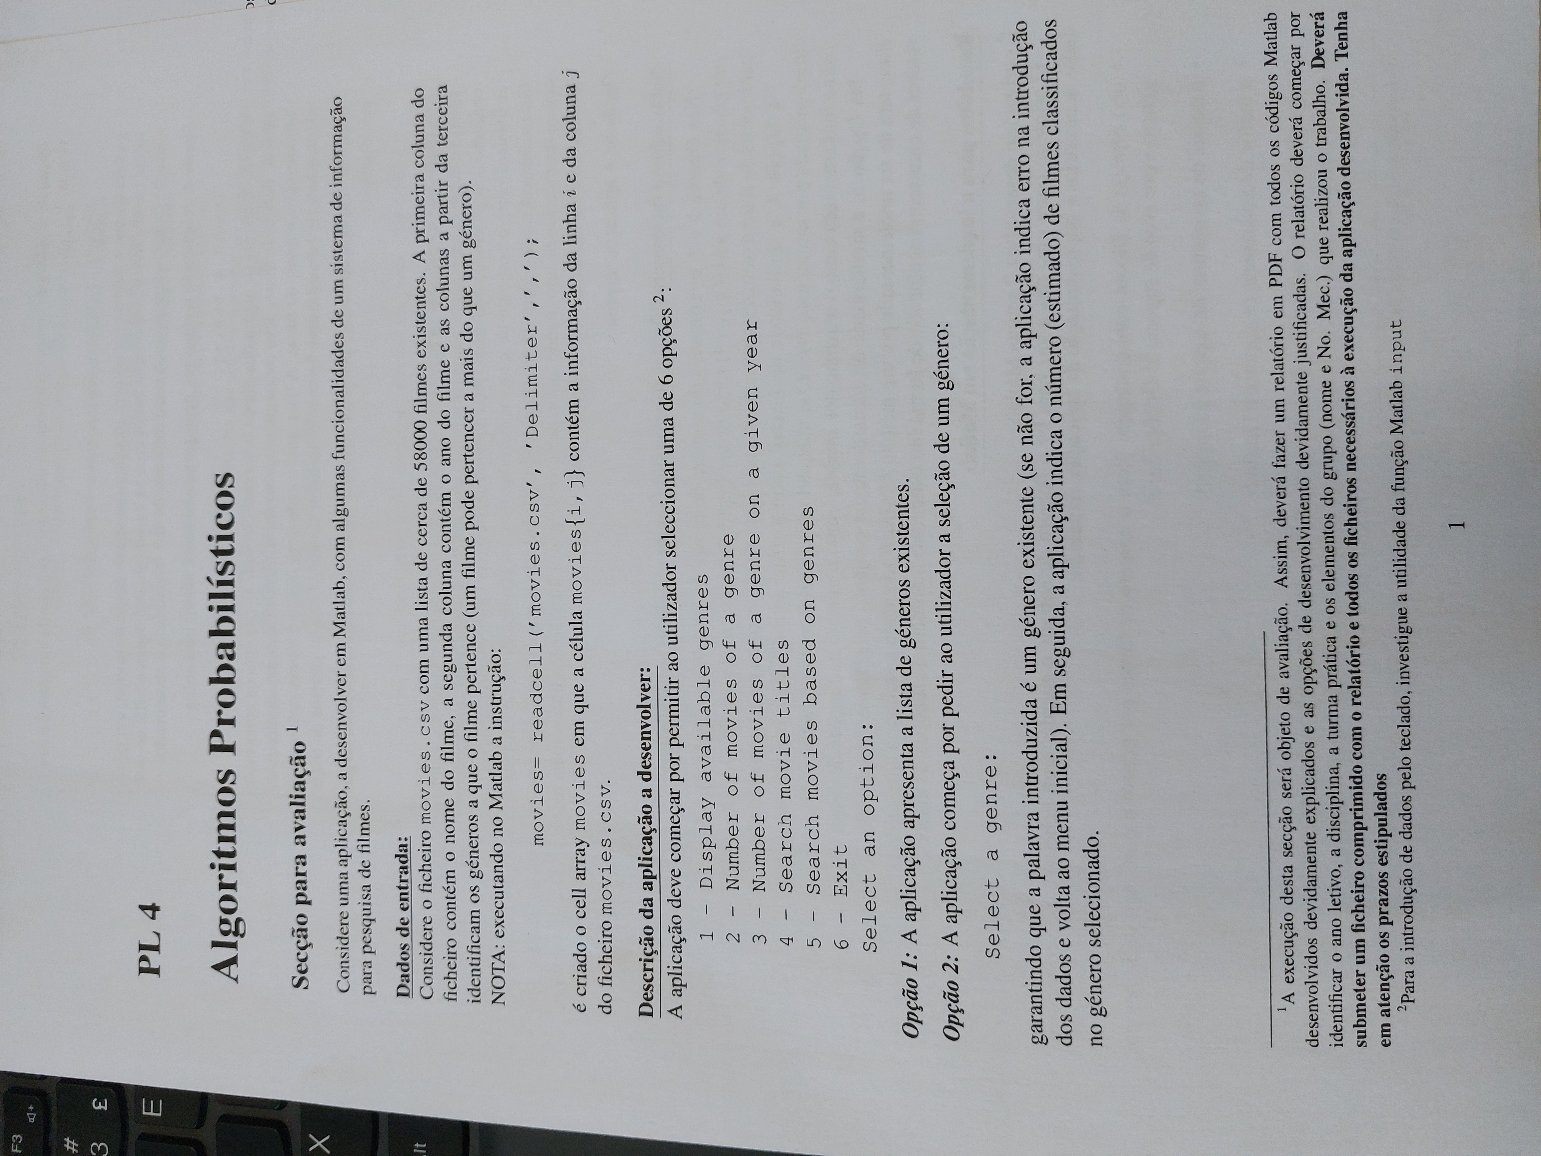 F3
#
3 £
E
X
lt
PL 4
Algoritmos Probabilísticos
Secção para avaliação 1
Considere uma aplicação, a desenvolver em Matlab, com algumas funcionalidades de um sistema de informação
para pesquisa de filmes.
Dados de entrada:
Considere o ficheiro movies.csv com uma lista de cerca de 58000 filmes existentes. A primeira coluna do
ficheiro contém o nome do filme, a segunda coluna contém o ano do filme e as colunas a partir da terceira
identificam os géneros a que o filme pertence (um filme pode pertencer a mais do que um género).
NOTA: executando no Matlab a instrução:
movies= readcell('movies.csv', 'Delimiter',',');
é criado o cell array movies em que a célula movies{i,j} contém a informação da linha i e da coluna j
do ficheiro movies.csv.
Descrição da aplicação a desenvolver:
A aplicação deve começar por permitir ao utilizador seleccionar uma de 6 opções 2:
1 - Display available genres
2 - Number of movies of a genre
3 - Number of movies of a genre on a given year
4 - Search movie titles
5 - Search movies based on genres
6 - Exit
Select an option:
Opção 1: A aplicação apresenta a lista de géneros existentes.
Opção 2: A aplicação começa por pedir ao utilizador a seleção de um género:
Select a genre:
garantindo que a palavra introduzida é um género existente (se não for, a aplicação indica erro na introdução
dos dados e volta ao menu inicial). Em seguida, a aplicação indica o número (estimado) de filmes classificados
no género selecionado.
1A execução desta secção será objeto de avaliação. Assim, deverá fazer um relatório em PDF com todos os códigos Matlab
desenvolvidos devidamente explicados e as opções de desenvolvimento devidamente justificadas. O relatório deverá começar por
identificar o ano letivo, a disciplina, a turma prática e os elementos do grupo (nome e No. Mec.) que realizou o trabalho. Deverá
submeter um ficheiro comprimido com o relatório e todos os ficheiros necessários à execução da aplicação desenvolvida. Tenha
em atenção os prazos estipulados
2Para a introdução de dados pelo teclado, investigue a utilidade da função Matlab input
1